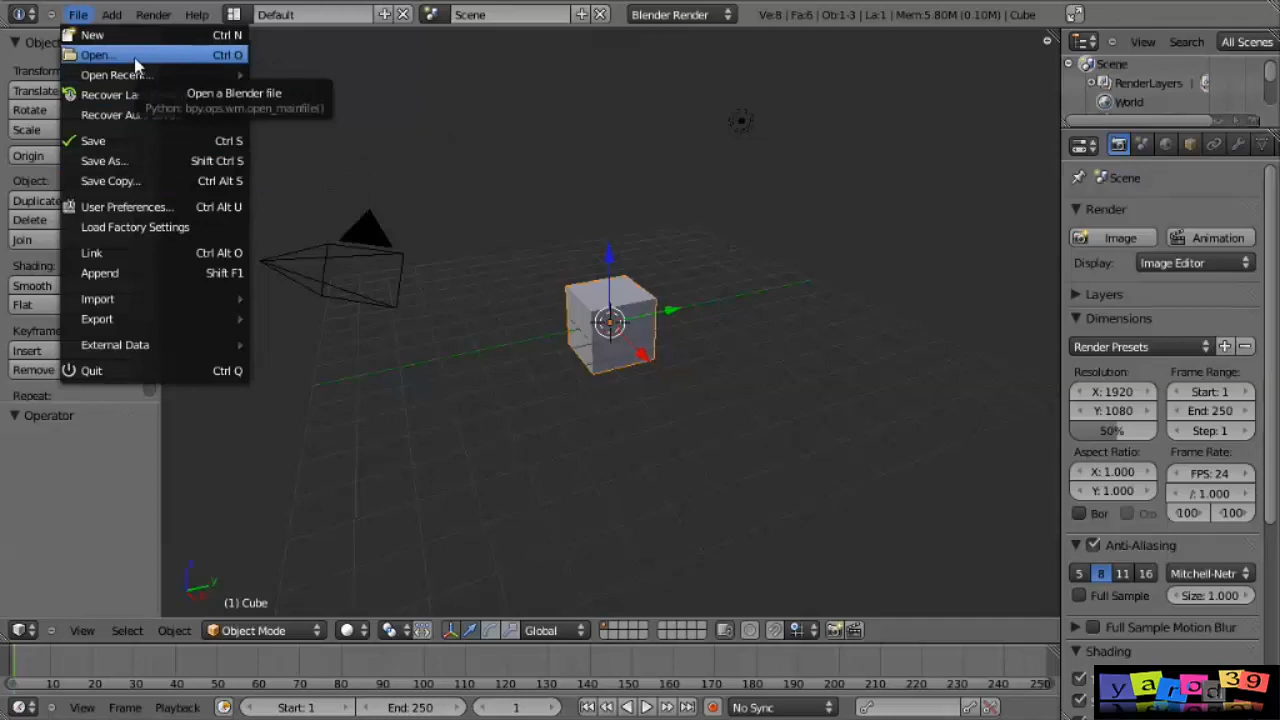 File Add Render Help Default Scene Blender Render Ve:8 | Fa:6 | Ob:1-3 | La:1 | Mem:5.80M (0.10M) | Cube
New Ctrl N
Open... Ctrl O
Open Recent...
Open a Blender file
Python: bpy.ops.wm.open_mainfile()
Recover La
Recover Au
Save Ctrl S
Save As... Shift Ctrl S
Save Copy... Ctrl Alt S
User Preferences... Ctrl Alt U
Load Factory Settings
Link Ctrl Alt O
Append Shift F1
Import
Export
External Data
Quit Ctrl Q
Object
Transform
Translate
Rotate
Scale
Origin
Object:
Duplicate
Delete
Join
Shading:
Smooth
Flat
Keyframe
Insert
Remove
Repeat:
Operator
z
y
(1) Cube
View Select Object Object Mode Global
0 10 20 30 40 50 60 70 80 90 100 110 120 130 140 150 160 170 180 190 200 210 220 230 240 250
View Frame Playback Start: 1 End: 250 1 No Sync
View Search All Scenes
Scene
RenderLayers
World
Scene
Render
Image Animation
Display: Image Editor
Layers
Dimensions
Render Presets
Resolution: Frame Range:
X: 1920 Start: 1
Y: 1080 End: 250
50% Step: 1
Aspect Ratio: Frame Rate:
X: 1.000 FPS: 24
Y: 1.000 /: 1.000
Bor Cro 100 100
Anti-Aliasing
5 8 11 16 Mitchell-Netr
Full Sample Size: 1.000
Full Sample Motion Blur
Shading
yarod39